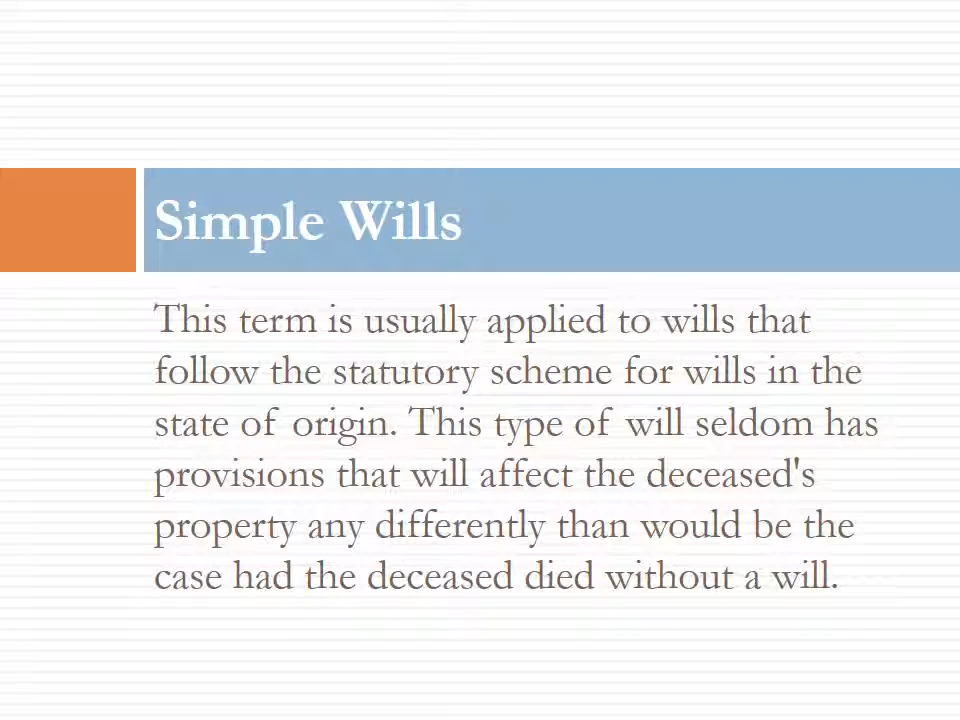 Simple Wills
This term is usually applied to wills that
follow the statutory scheme for wills in the
state of origin. This type of will seldom has
provisions that will affect the deceased's
property any differently than would be the
case had the deceased died without a will.